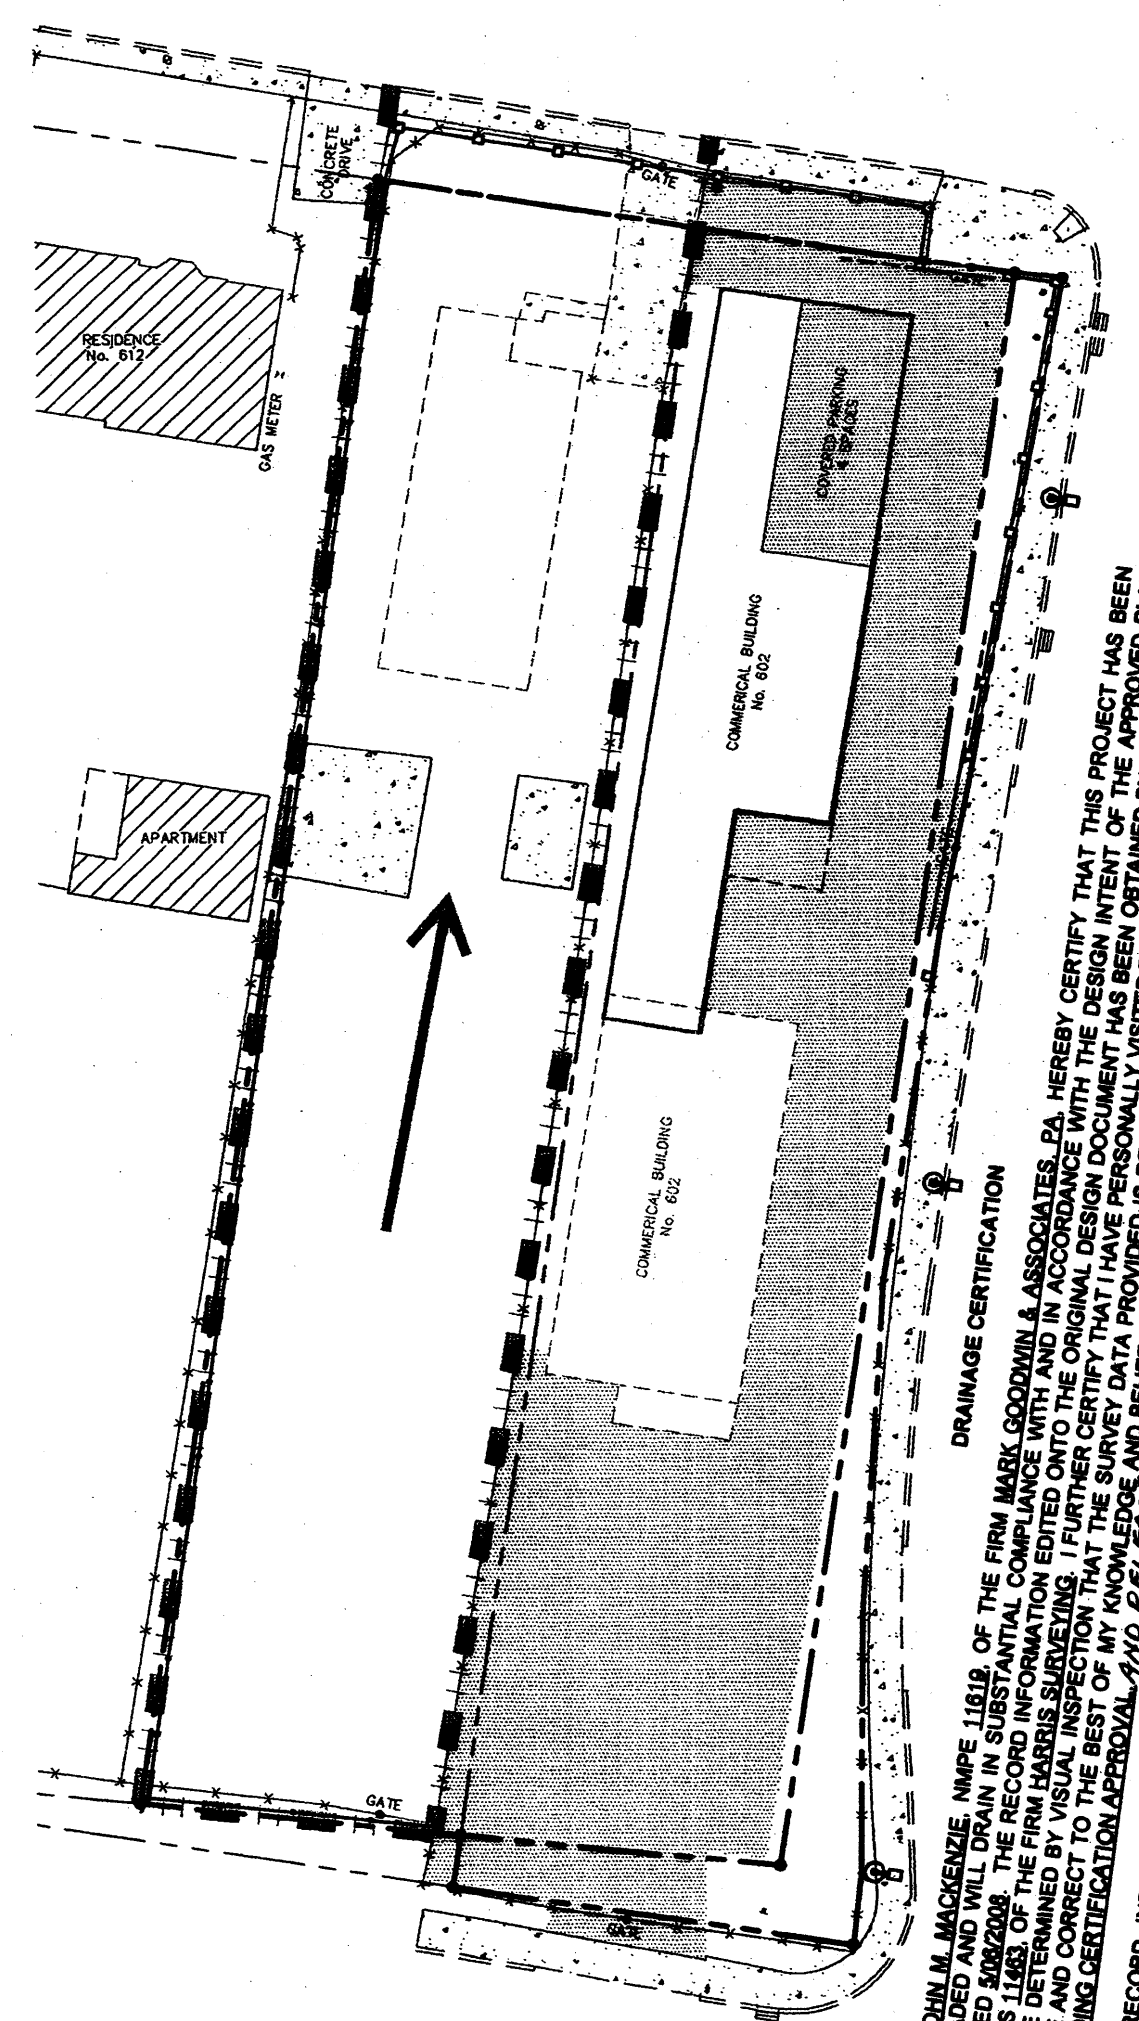 CONCRETE
DRIVE
GATE
RESIDENCE
No. 612
GAS METER
COVERED PARKING
4 SPACES
COMMERICAL BUILDING
No. 602
APARTMENT
COMMERICAL BUILDING
No. 602
GATE
GATE
DRAINAGE CERTIFICATION
JOHN M. MACKENZIE, NMPE 11619, OF THE FIRM MARK GOODWIN & ASSOCIATES, PA, HEREBY CERTIFY THAT THIS PROJECT HAS BEEN
AND WILL DRAIN IN SUBSTANTIAL COMPLIANCE WITH AND IN ACCORDANCE WITH THE DESIGN INTENT OF THE APPROVED
5/06/2008. THE RECORD INFORMATION EDITED ONTO THE ORIGINAL DESIGN DOCUMENT HAS BEEN OBTAINED
11463, OF THE FIRM HARRIS SURVEYING. I FURTHER CERTIFY THAT I HAVE PERSONALLY VISITED
DETERMINED BY VISUAL INSPECTION THAT THE SURVEY DATA PROVIDED IS
AND CORRECT TO THE BEST OF MY KNOWLEDGE AND BELIEF
CERTIFICATION APPROVAL AND RELEASE
RECORD